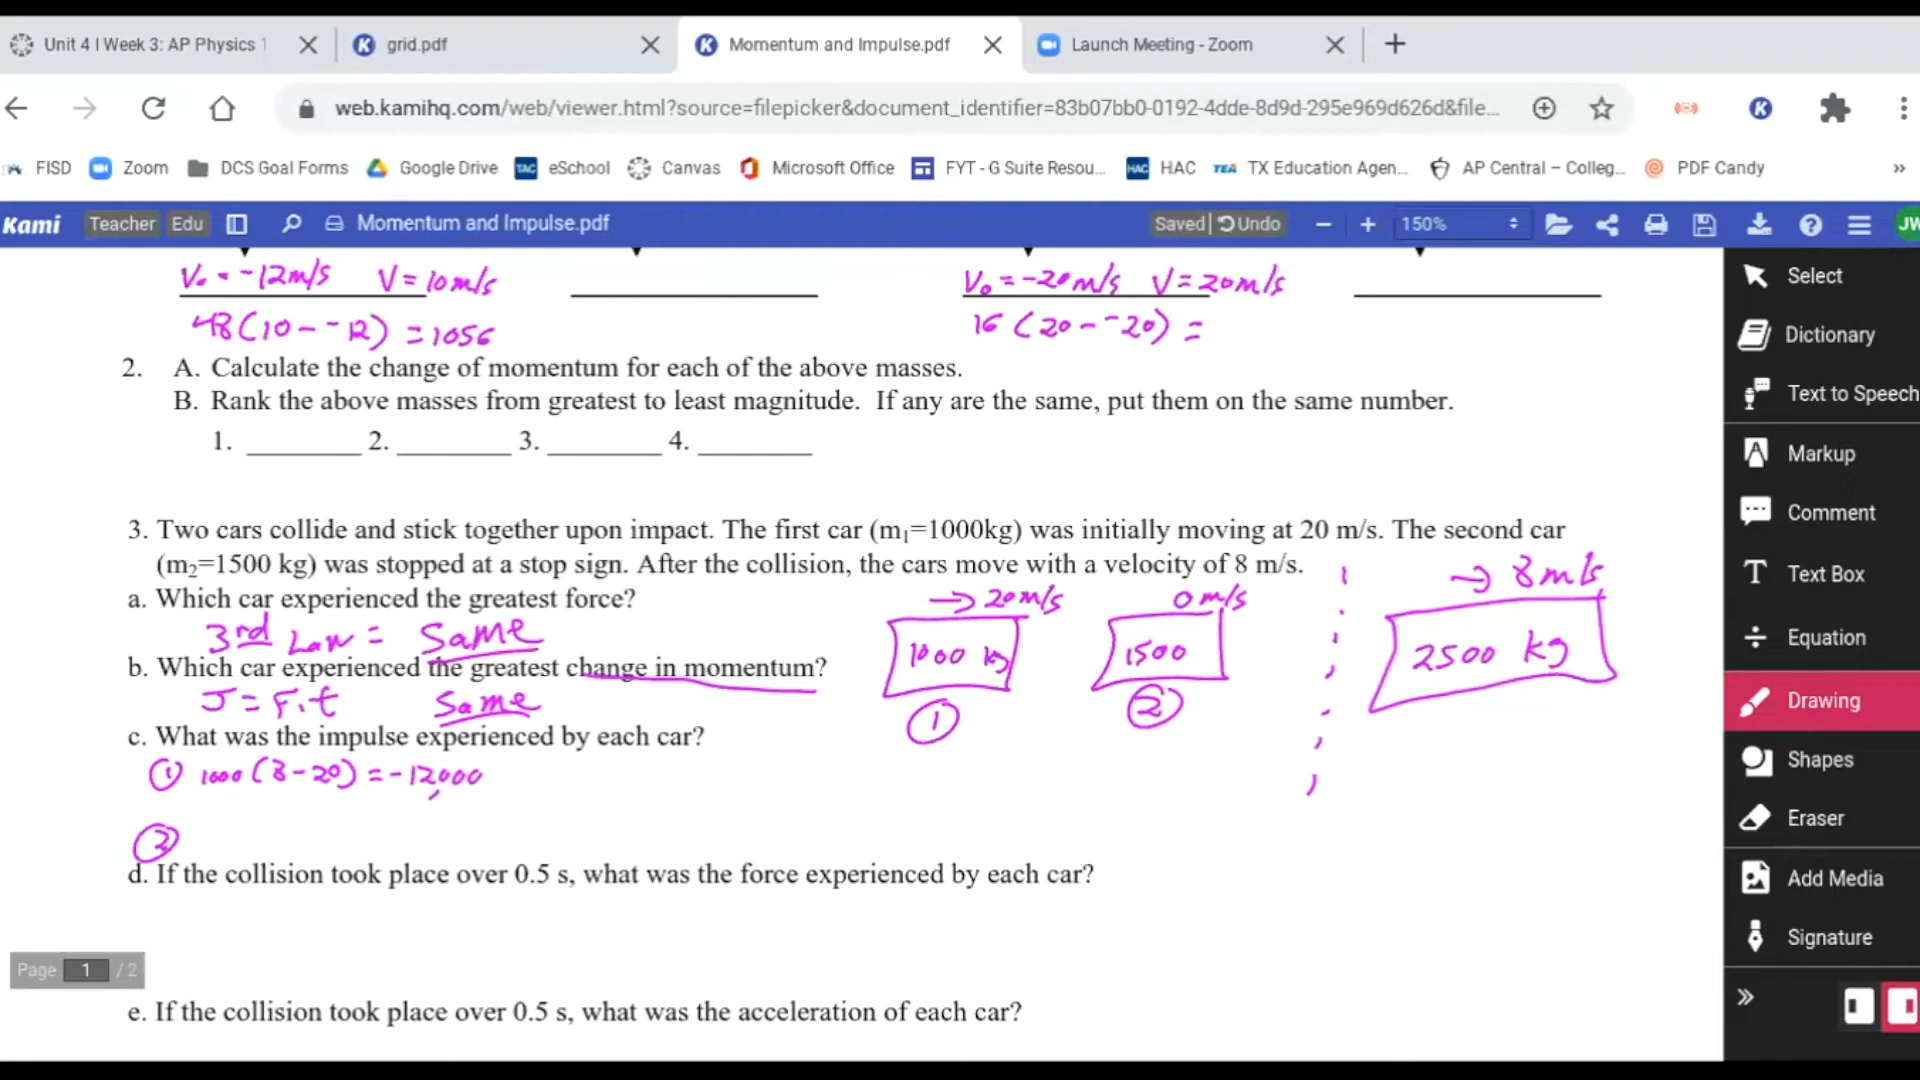 Unit 4 | Week 3: AP Physics 1
grid.pdf
Momentum and Impulse.pdf
Launch Meeting - Zoom
web.kamihq.com/web/viewer.html?source=filepicker&document_identifier=83b07bb0-0192-4dde-8d9d-295e969d626d&file...
FISD Zoom DCS Goal Forms Google Drive TAC eSchool Canvas Microsoft Office FYT - G Suite Resou... HAC HAC TEA TX Education Agen... AP Central – Colleg... PDF Candy »
Kami Teacher Edu Momentum and Impulse.pdf Saved Undo 150% JW
V₀ = -12m/s V = 10m/s V₀ = -20m/s V = 20m/s
48(10 - -12) = 1056 16(20 - -20) =
2. A. Calculate the change of momentum for each of the above masses.
B. Rank the above masses from greatest to least magnitude. If any are the same, put them on the same number.
1. ________ 2. ________ 3. ________ 4. ________
3. Two cars collide and stick together upon impact. The first car (m₁=1000kg) was initially moving at 20 m/s. The second car
(m₂=1500 kg) was stopped at a stop sign. After the collision, the cars move with a velocity of 8 m/s.
→ 8m/s
a. Which car experienced the greatest force?
→ 20m/s 0 m/s
3rd Law = Same
1000 kg 1500 2500 kg
b. Which car experienced the greatest change in momentum?
J = F·t Same
① ②
c. What was the impulse experienced by each car?
① 1000(8-20) = -12,000
②
d. If the collision took place over 0.5 s, what was the force experienced by each car?
Page 1 / 2
e. If the collision took place over 0.5 s, what was the acceleration of each car?
Select
Dictionary
Text to Speech
Markup
Comment
Text Box
Equation
Drawing
Shapes
Eraser
Add Media
Signature